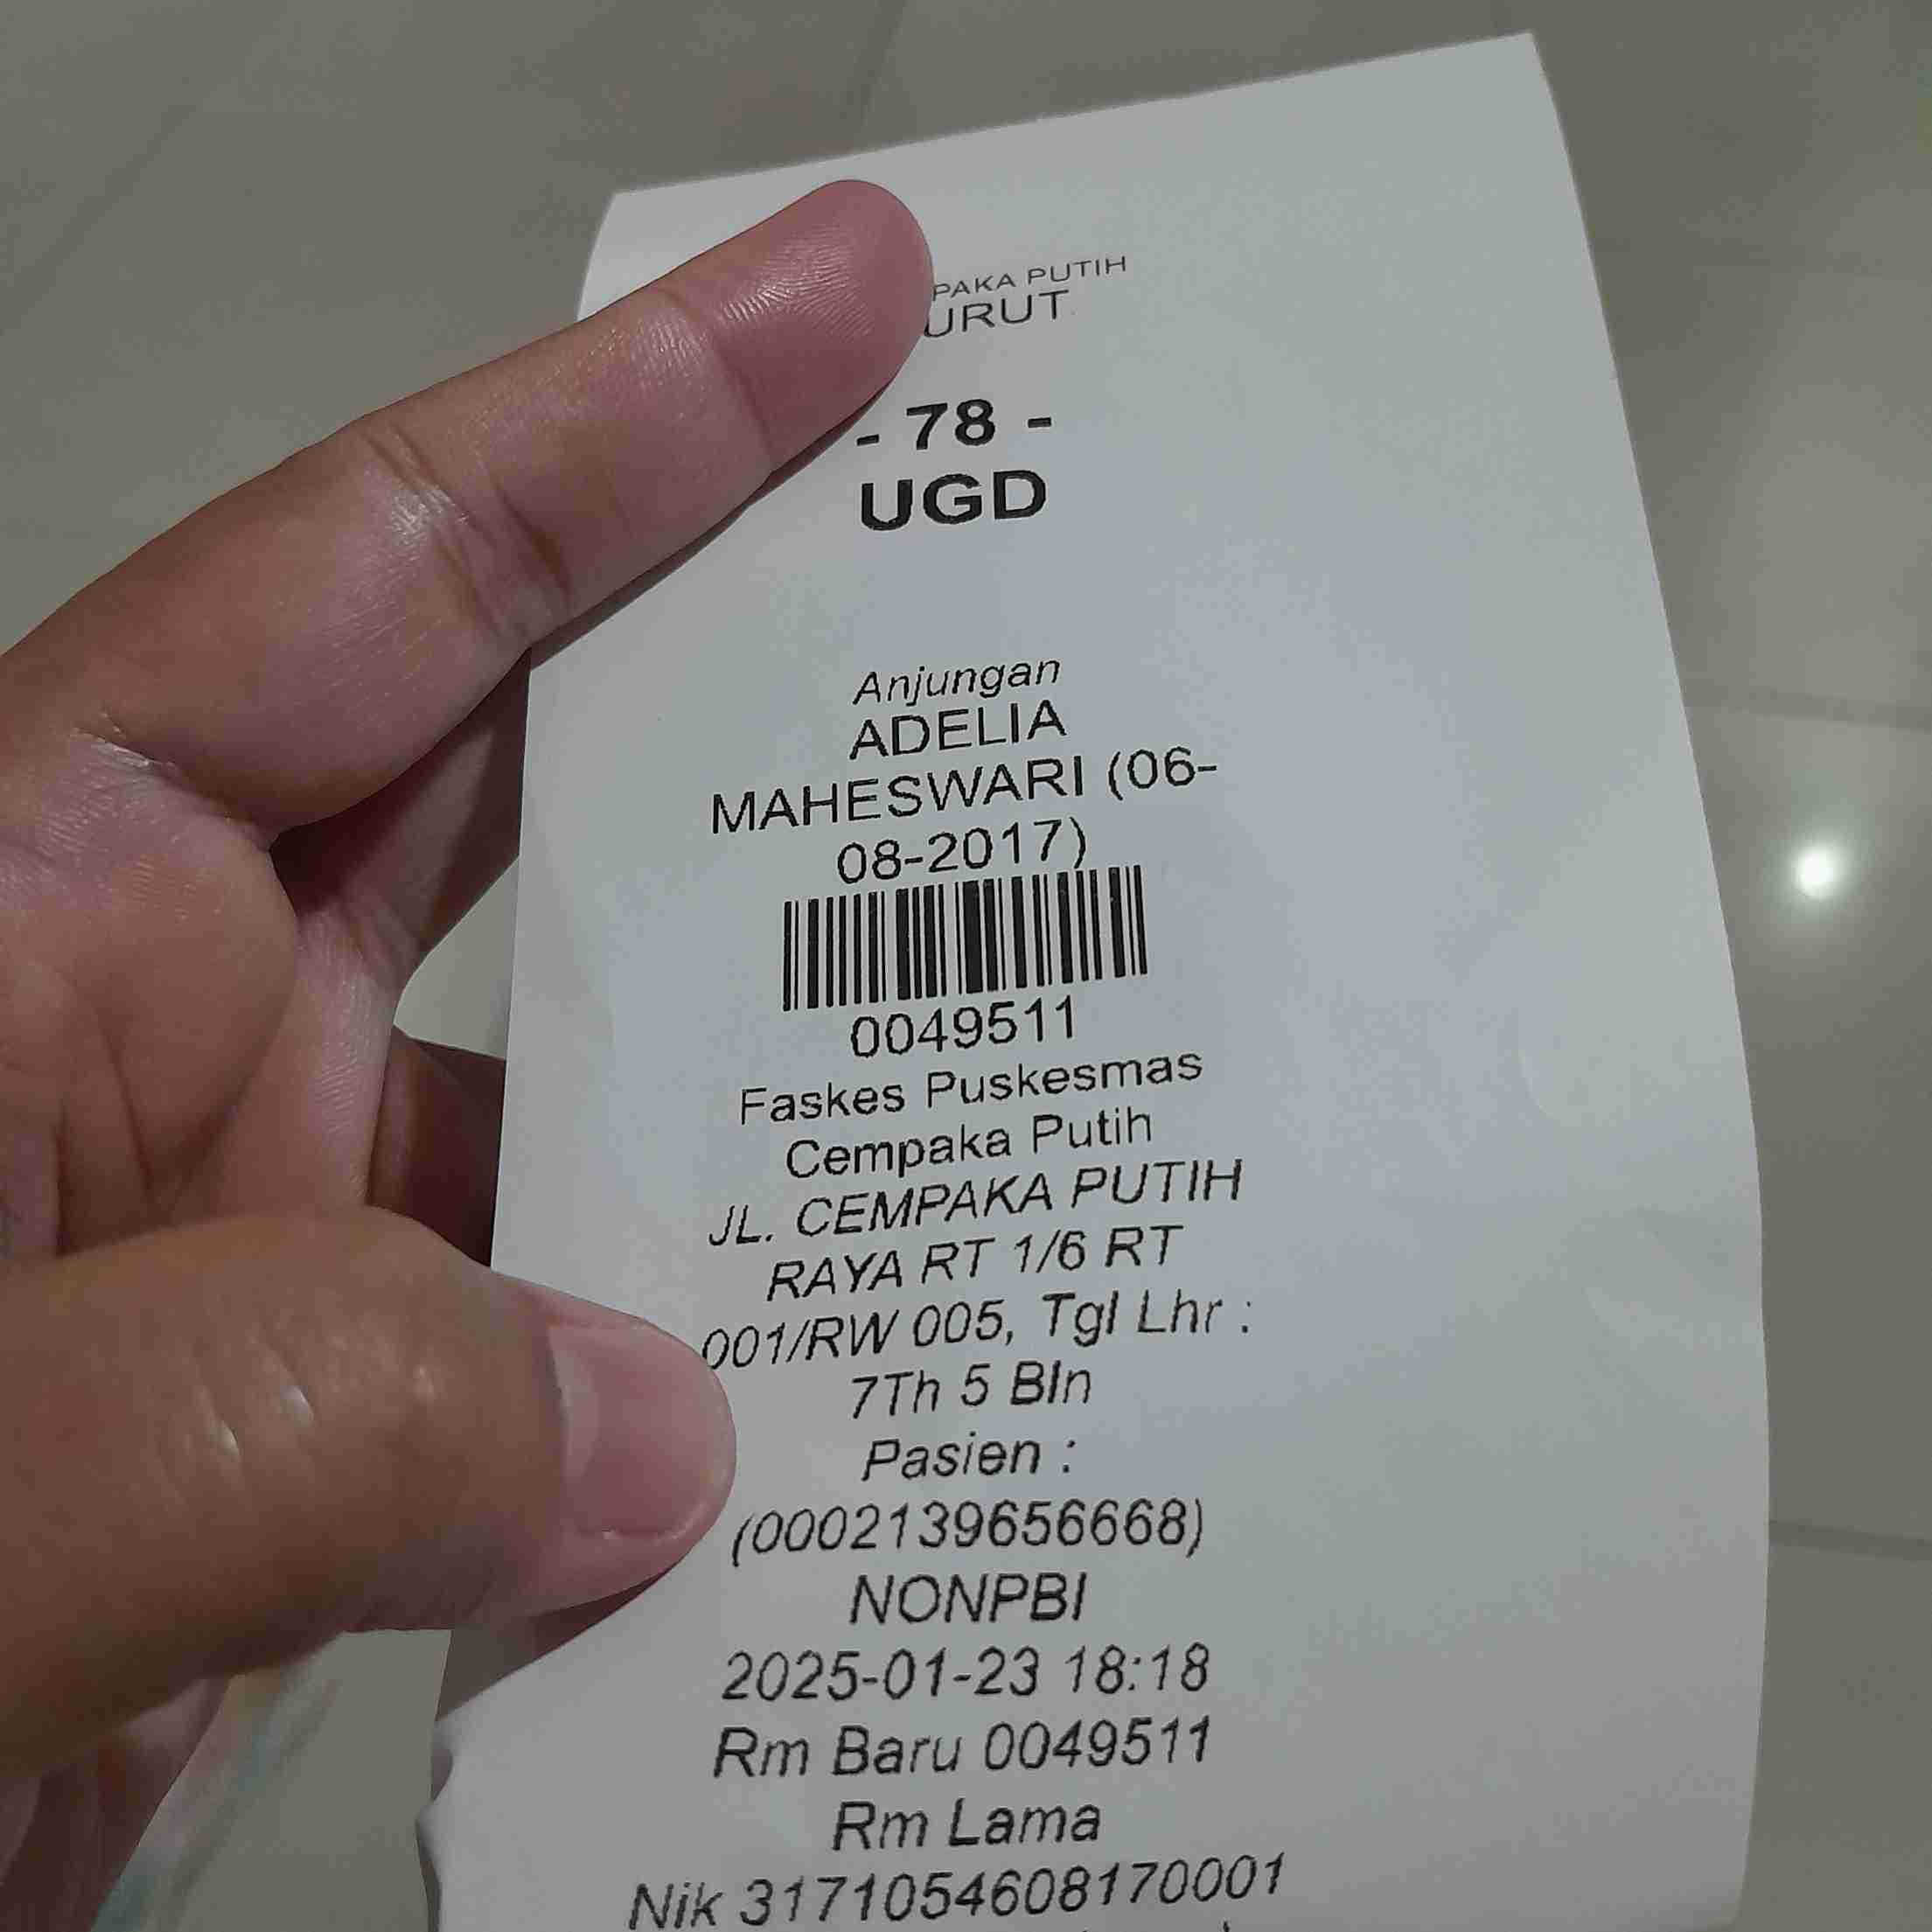 PAKA PUTIH
URUT
- 78 -
UGD
Anjungan
ADELIA
MAHESWARI (06-
08-2017)
0049511
Faskes Puskesmas
Cempaka Putih
JL. CEMPAKA PUTIH
RAYA RT 1/6 RT
001/RW 005, Tgl Lhr :
7Th 5 Bln
Pasien :
(0002139656668)
NONPBI
2025-01-23 18:18
Rm Baru 0049511
Rm Lama
Nik 3171054608170001